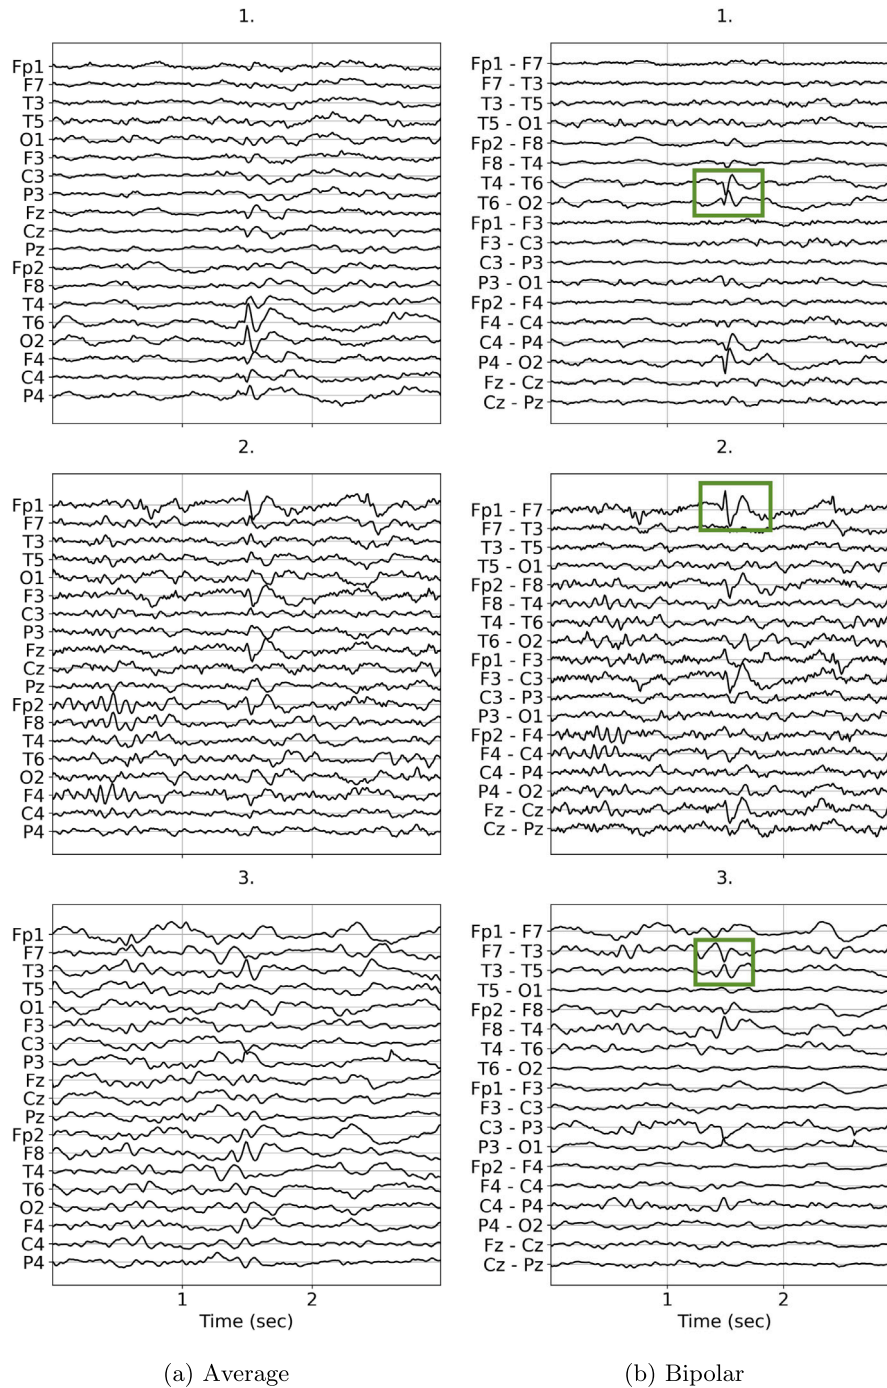 1.
Fp1
F7
T3
T5
O1
F3
C3
P3
Fz
Cz
Pz
Fp2
F8
T4
T6
O2
F4
C4
P4
1.
Fp1 - F7
F7 - T3
T3 - T5
T5 - O1
Fp2 - F8
F8 - T4
T4 - T6
T6 - O2
Fp1 - F3
F3 - C3
C3 - P3
P3 - O1
Fp2 - F4
F4 - C4
C4 - P4
P4 - O2
Fz - Cz
Cz - Pz
2.
Fp1
F7
T3
T5
O1
F3
C3
P3
Fz
Cz
Pz
Fp2
F8
T4
T6
O2
F4
C4
P4
2.
Fp1 - F7
F7 - T3
T3 - T5
T5 - O1
Fp2 - F8
F8 - T4
T4 - T6
T6 - O2
Fp1 - F3
F3 - C3
C3 - P3
P3 - O1
Fp2 - F4
F4 - C4
C4 - P4
P4 - O2
Fz - Cz
Cz - Pz
3.
Fp1
F7
T3
T5
O1
F3
C3
P3
Fz
Cz
Pz
Fp2
F8
T4
T6
O2
F4
C4
P4
1 2
Time (sec)
3.
Fp1 - F7
F7 - T3
T3 - T5
T5 - O1
Fp2 - F8
F8 - T4
T4 - T6
T6 - O2
Fp1 - F3
F3 - C3
C3 - P3
P3 - O1
Fp2 - F4
F4 - C4
C4 - P4
P4 - O2
Fz - Cz
Cz - Pz
1 2
Time (sec)
(a) Average
(b) Bipolar